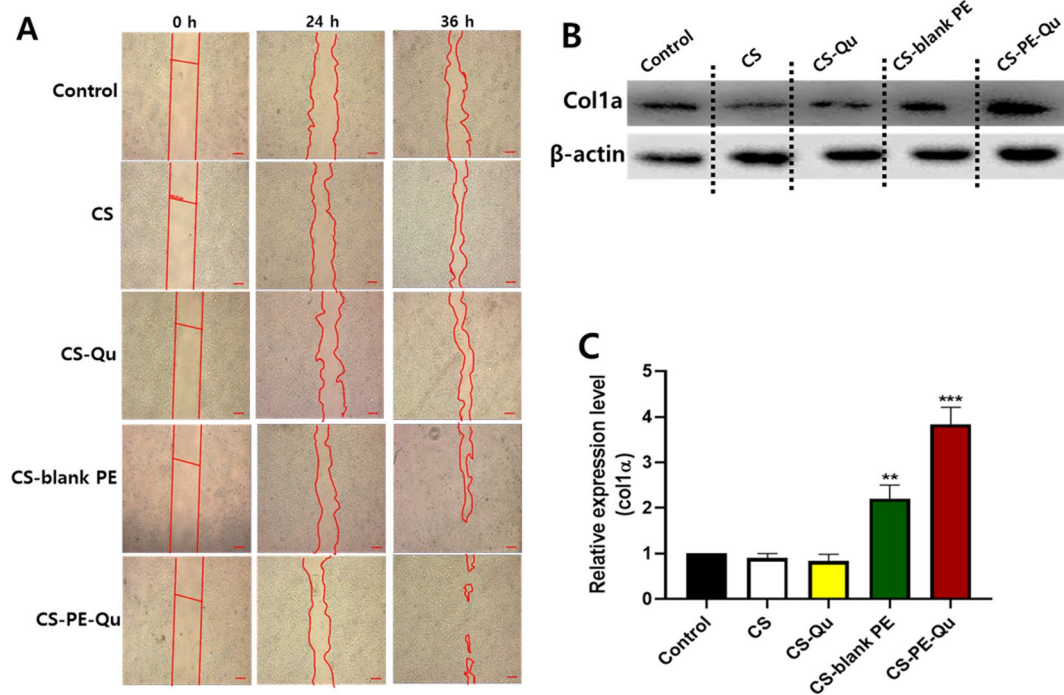 A
0 h
24 h
36 h
Control
CS
CS-Qu
CS-blank PE
CS-PE-Qu
B
Control
CS
CS-Qu
CS-blank PE
CS-PE-Qu
Col1a
β-actin
C
Relative expression level
(col1α)
5
4
3
2
1
0
**
***
Control
CS
CS-Qu
CS-blank PE
CS-PE-Qu